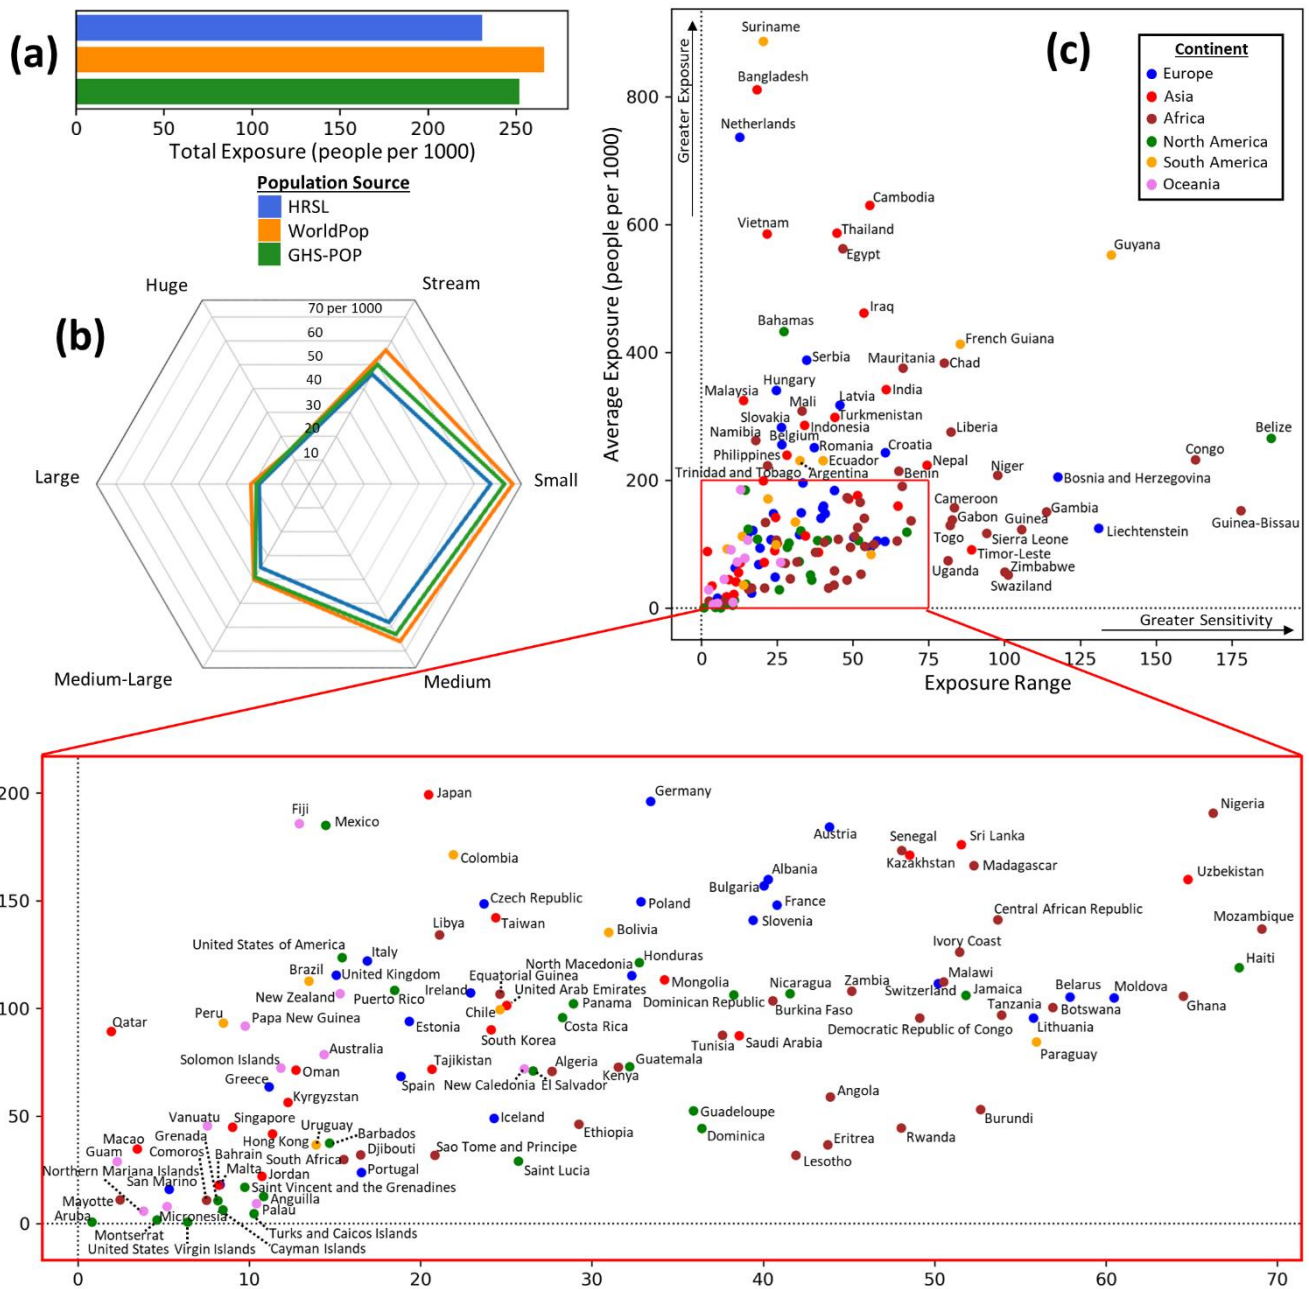 (a)
0 50 100 150 200 250
Total Exposure (people per 1000)
Population Source
HRSL
WorldPop
GHS-POP
(b)
Huge
Stream
70 per 1000
60
50
40
30
20
10
Large
Small
Medium-Large
Medium
(c)
Continent
Europe
Asia
Africa
North America
South America
Oceania
Greater Exposure
Average Exposure (people per 1000)
800
600
400
200
0
Suriname
Bangladesh
Netherlands
Cambodia
Vietnam
Thailand
Egypt
Guyana
Iraq
Bahamas
French Guiana
Serbia
Mauritania
Chad
Hungary
Malaysia
India
Latvia
Mali
Turkmenistan
Slovakia
Indonesia
Liberia
Belize
Namibia
Belgium
Romania
Croatia
Philippines
Ecuador
Nepal
Congo
Trinidad and Tobago
Argentina
Benin
Niger
Bosnia and Herzegovina
Cameroon
Gabon
Guinea
Gambia
Guinea-Bissau
Togo
Sierra Leone
Liechtenstein
Timor-Leste
Uganda
Zimbabwe
Swaziland
Greater Sensitivity
0 25 50 75 100 125 150 175
Exposure Range
200
150
100
50
0
Japan
Germany
Nigeria
Fiji
Mexico
Austria
Senegal
Sri Lanka
Colombia
Kazakhstan
Madagascar
Albania
Uzbekistan
Bulgaria
Czech Republic
Poland
France
Central African Republic
Libya
Taiwan
Slovenia
Mozambique
Bolivia
United States of America
Italy
Ivory Coast
Honduras
Haiti
Brazil
United Kingdom
North Macedonia
Equatorial Guinea
Mongolia
Zambia
Malawi
New Zealand
Puerto Rico
Ireland
United Arab Emirates
Nicaragua
Switzerland
Jamaica
Belarus
Moldova
Panama
Dominican Republic
Burkina Faso
Tanzania
Botswana
Ghana
Peru
Papa New Guinea
Chile
Qatar
Estonia
Costa Rica
Democratic Republic of Congo
Lithuania
South Korea
Tunisia
Saudi Arabia
Paraguay
Australia
Solomon Islands
Oman
Tajikistan
Algeria
Guatemala
Greece
Spain
New Caledonia
El Salvador
Kenya
Kyrgyzstan
Angola
Guadeloupe
Burundi
Vanuatu
Singapore
Iceland
Uruguay
Barbados
Ethiopia
Dominica
Rwanda
Macao
Grenada
Hong Kong
Eritrea
Guam
Comoros
Bahrain
South Africa
Djibouti
Sao Tome and Principe
Lesotho
Northern Mariana Islands
Malta
Jordan
Portugal
Saint Lucia
San Marino
Saint Vincent and the Grenadines
Mayotte
Anguilla
Aruba
Micronesia
Palau
Montserrat
Turks and Caicos Islands
United States Virgin Islands
Cayman Islands
0 10 20 30 40 50 60 70